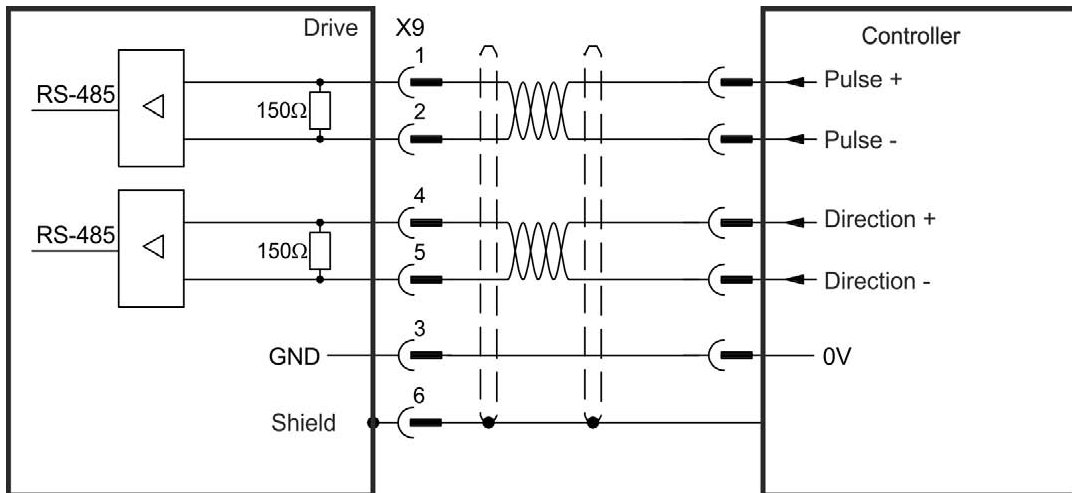 Drive
X9
Controller
1
Pulse +
RS-485
150Ω
2
Pulse -
4
Direction +
RS-485
150Ω
5
Direction -
3
GND
0V
6
Shield